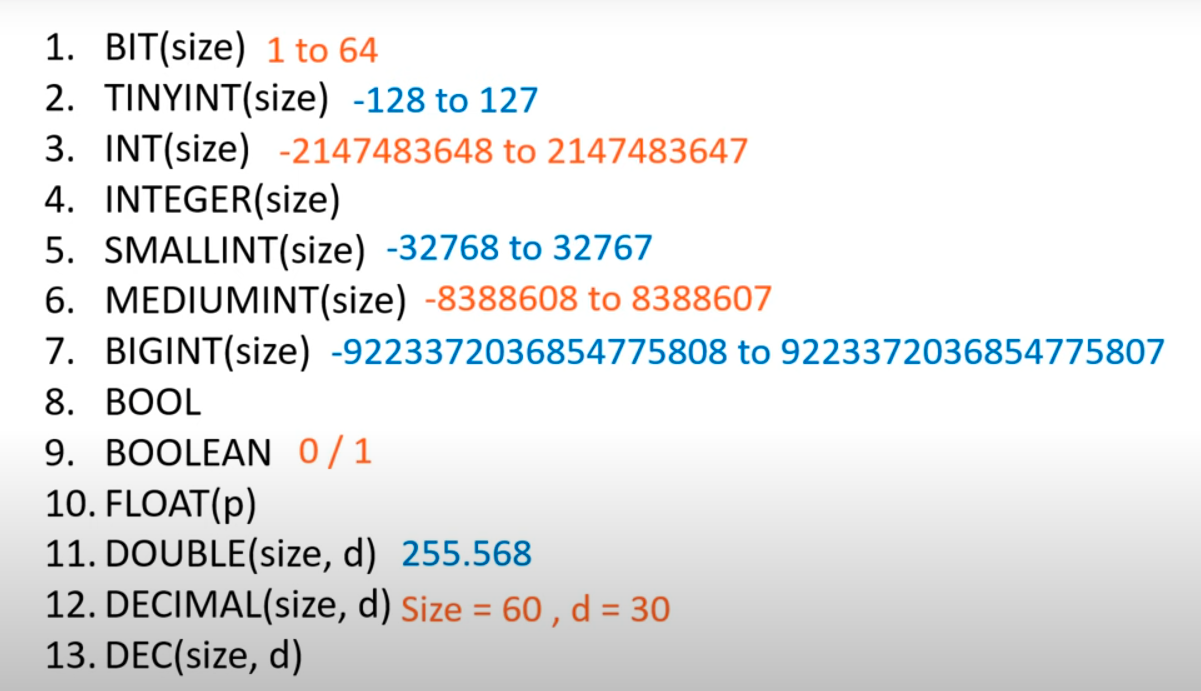 1. BIT(size) 1 to 64
2. TINYINT(size) -128 to 127
3. INT(size) -2147483648 to 2147483647
4. INTEGER(size)
5. SMALLINT(size) -32768 to 32767
6. MEDIUMINT(size) -8388608 to 8388607
7. BIGINT(size) -9223372036854775808 to 9223372036854775807
8. BOOL
9. BOOLEAN 0 / 1
10. FLOAT(p)
11. DOUBLE(size, d) 255.568
12. DECIMAL(size, d) Size = 60 , d = 30
13. DEC(size, d)